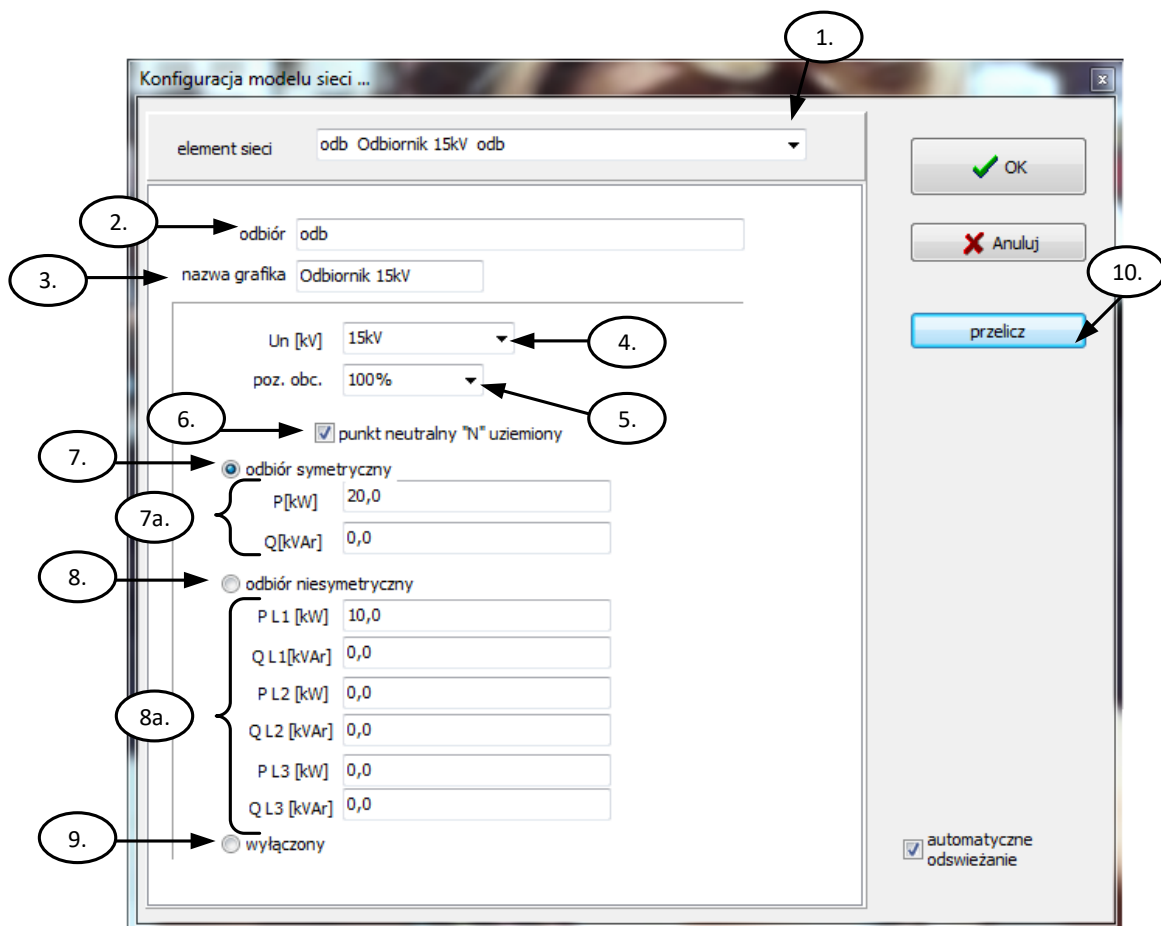 1.
Konfiguracja modelu sieci ...
x
element sieci odb Odbiornik 15kV odb
OK
2.
odbiór odb
Anuluj
3.
nazwa grafika Odbiornik 15kV
10.
przelicz
Un [kV] 15kV
4.
poz. obc. 100%
5.
6.
punkt neutralny "N" uziemiony
7.
odbiór symetryczny
7a.
P[kW] 20,0
Q[kVAr] 0,0
8.
odbiór niesymetryczny
8a.
P L1 [kW] 10,0
Q L1[kVAr] 0,0
P L2 [kW] 0,0
Q L2 [kVAr] 0,0
P L3 [kW] 0,0
Q L3 [kVAr] 0,0
9.
wyłączony
automatyczne
odswieżanie